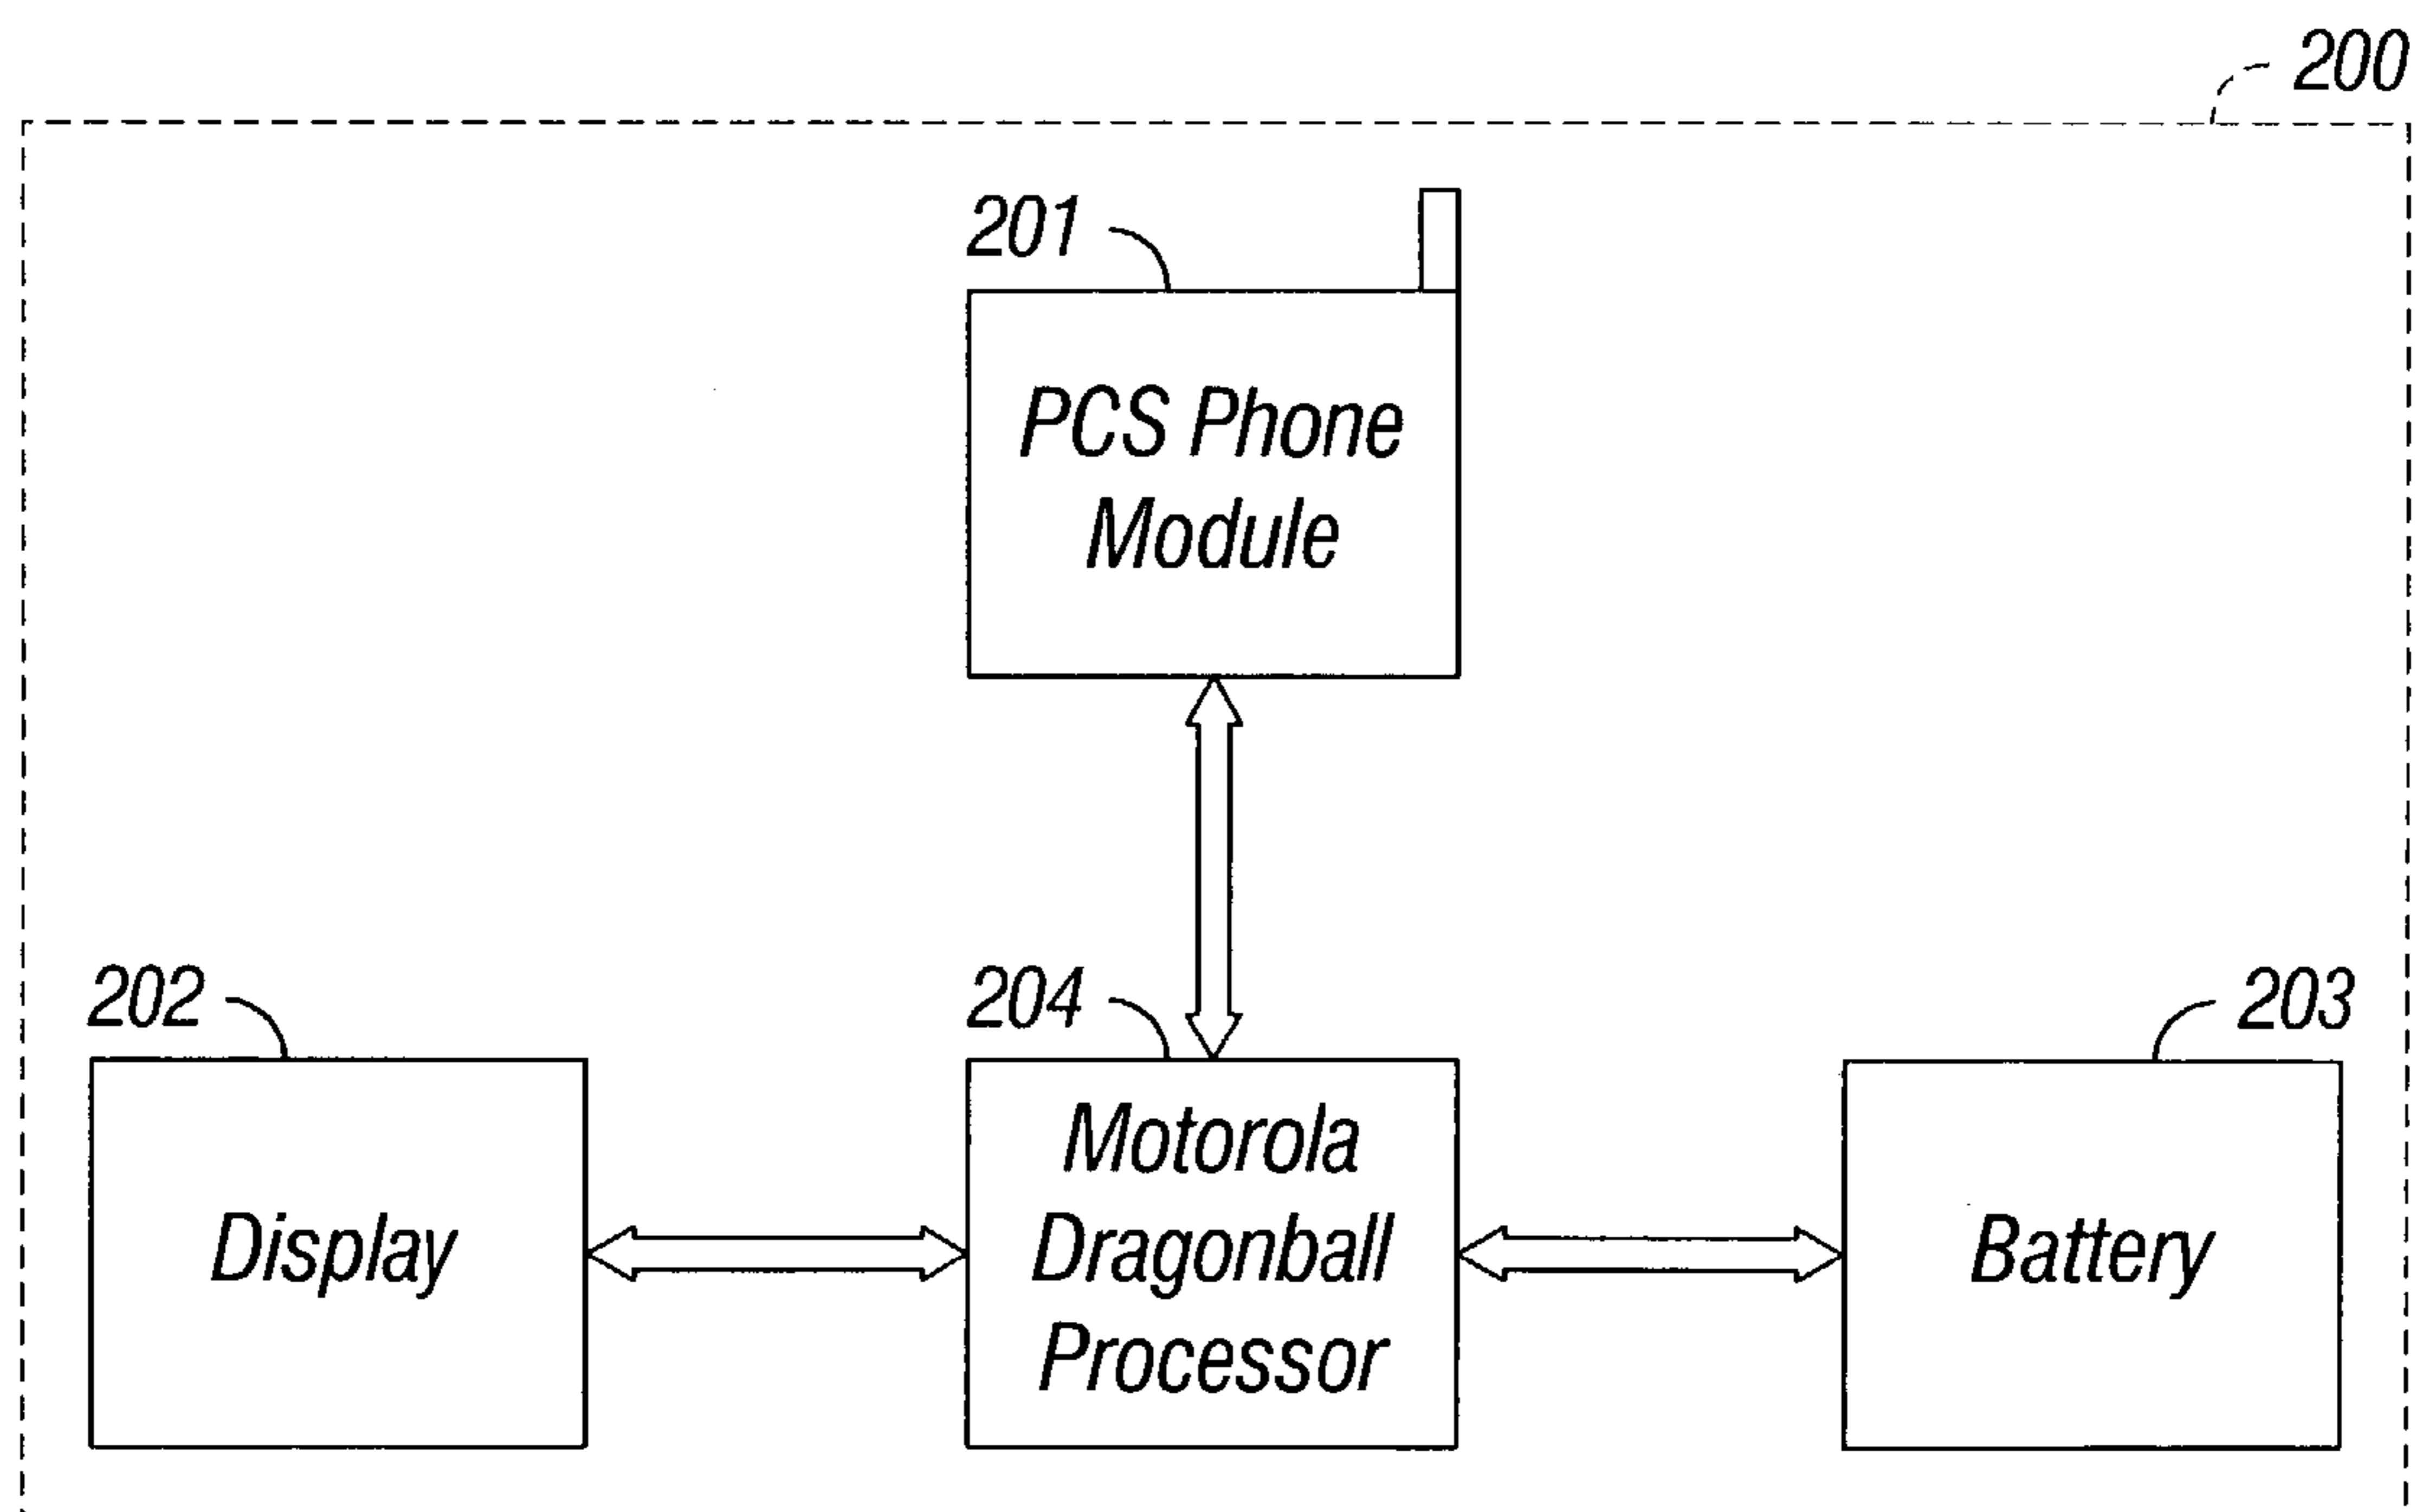 200
201
PCS Phone
Module
202
204
203
Display
Motorola
Dragonball
Processor
Battery